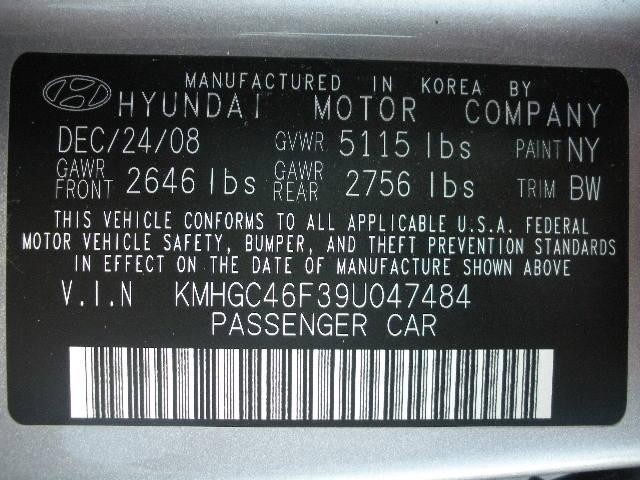 MANUFACTURED IN KOREA BY
HYUNDAI MOTOR COMPANY
DEC/24/08 GVWR 5115 lbs PAINT NY
GAWR FRONT 2646 lbs GAWR REAR 2756 lbs TRIM BW
THIS VEHICLE CONFORMS TO ALL APPLICABLE U.S.A. FEDERAL
MOTOR VEHICLE SAFETY, BUMPER, AND THEFT PREVENTION STANDARDS
IN EFFECT ON THE DATE OF MANUFACTURE SHOWN ABOVE
V.I.N KMHGC46F39U047484
PASSENGER CAR